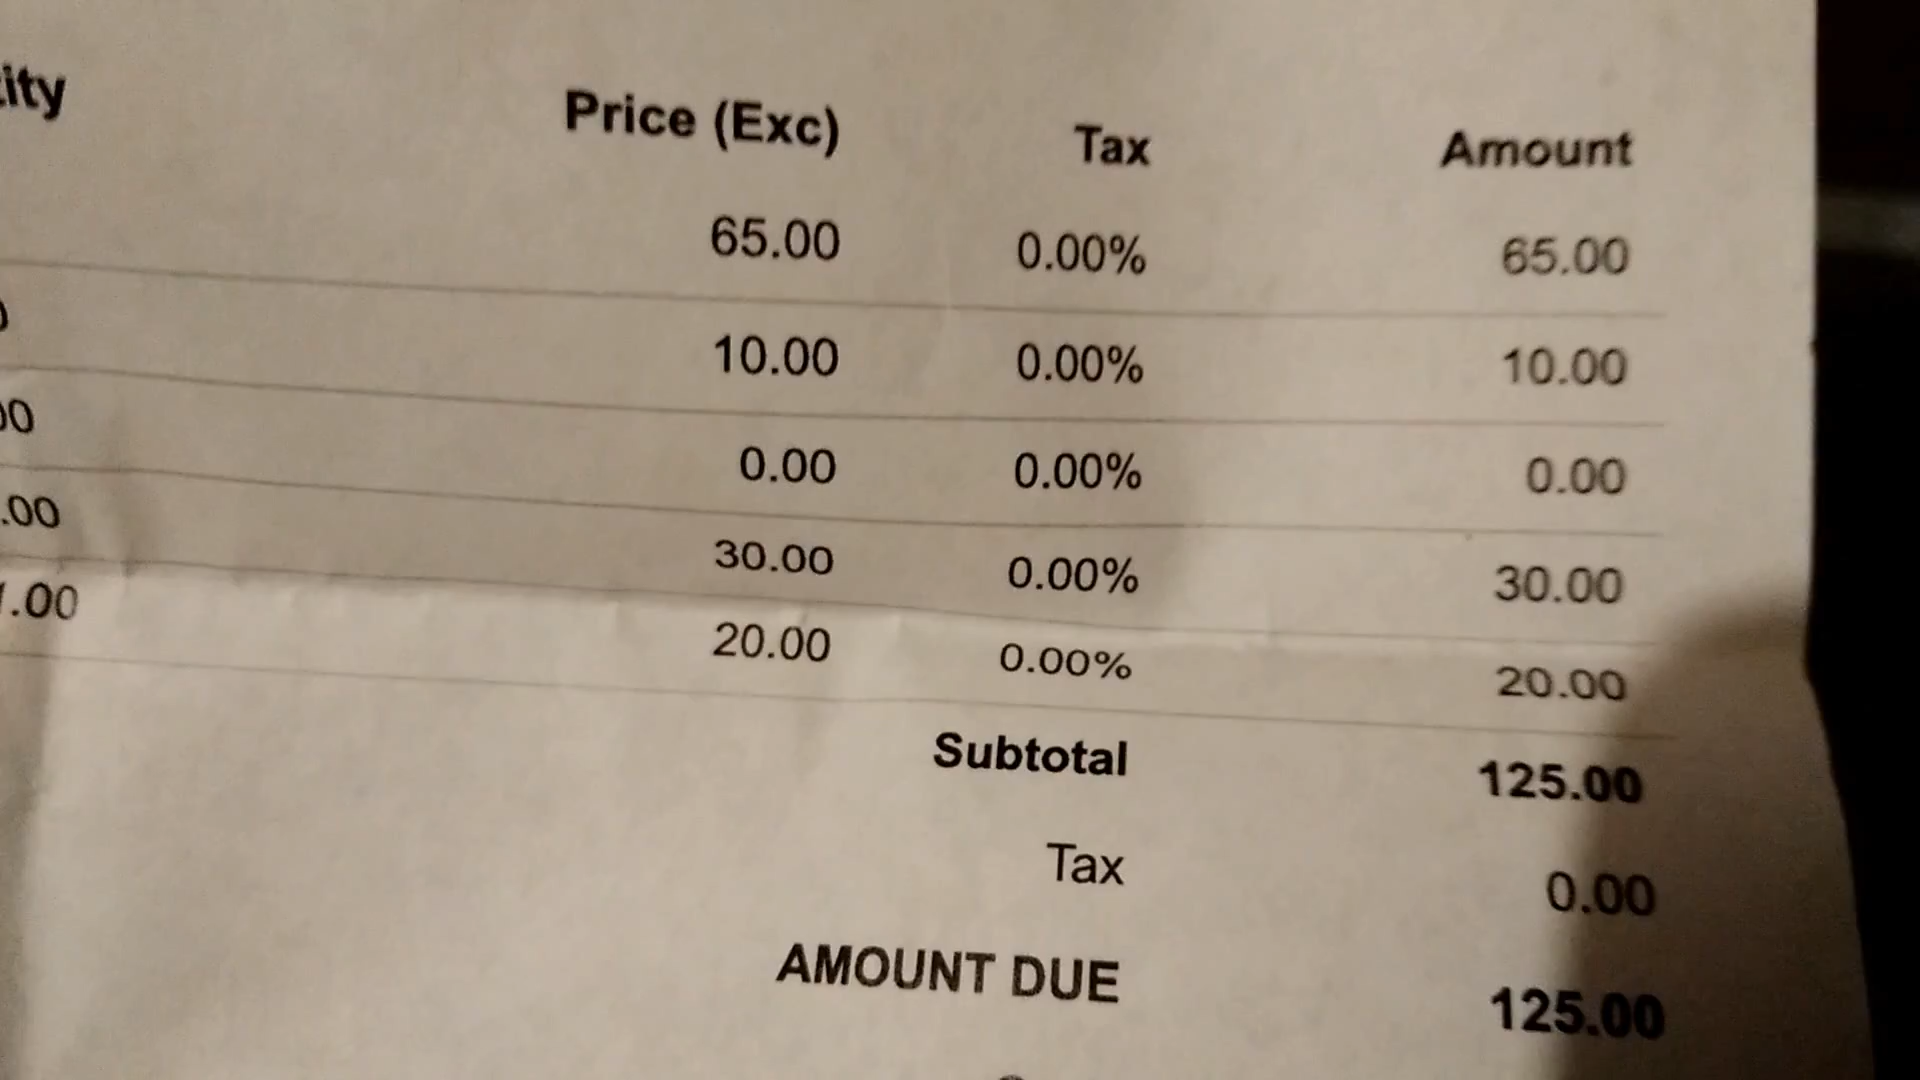 Price (Exc) Tax Amount
65.00 0.00% 65.00
10.00 0.00% 10.00
0.00 0.00% 0.00
.00 30.00 0.00% 30.00
1.00 20.00 0.00% 20.00
Subtotal 125.00
Tax 0.00
AMOUNT DUE 125.00